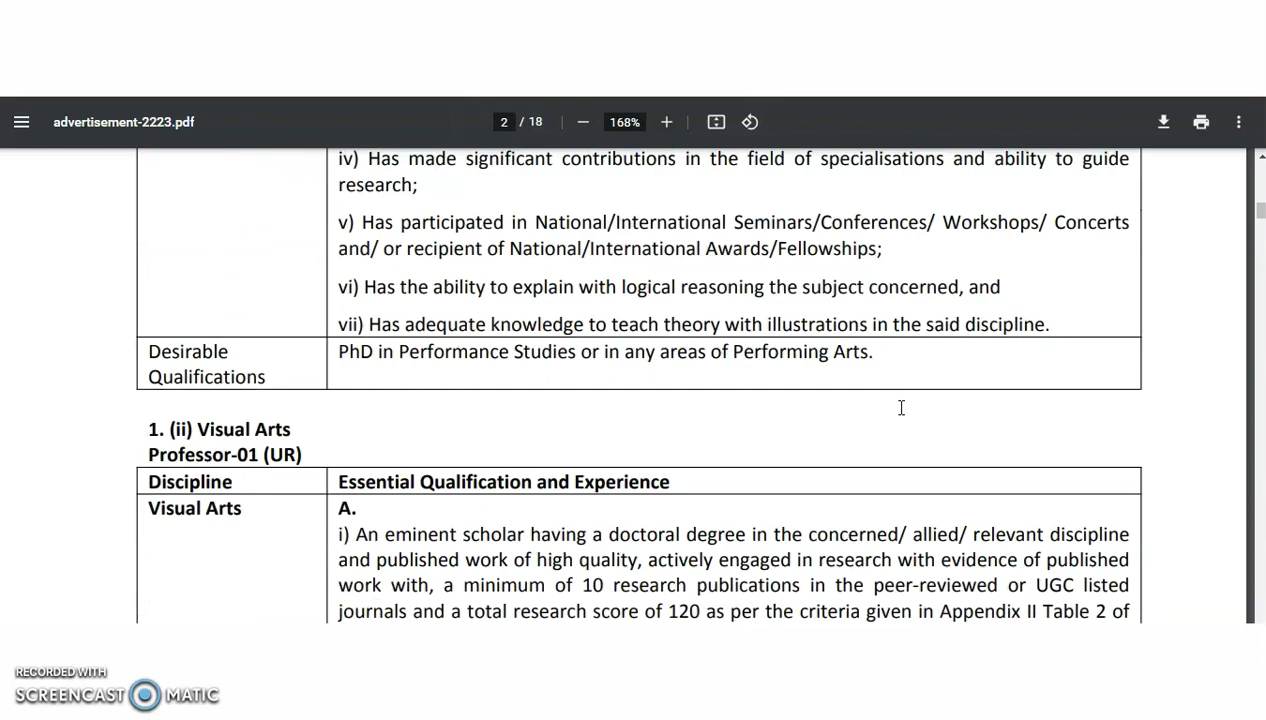 advertisement-2223.pdf
2 / 18
168%
iv) Has made significant contributions in the field of specialisations and ability to guide
research;
v) Has participated in National/International Seminars/Conferences/ Workshops/ Concerts
and/ or recipient of National/International Awards/Fellowships;
vi) Has the ability to explain with logical reasoning the subject concerned, and
vii) Has adequate knowledge to teach theory with illustrations in the said discipline.
Desirable
Qualifications
PhD in Performance Studies or in any areas of Performing Arts.
1. (ii) Visual Arts
Professor-01 (UR)
Discipline
Essential Qualification and Experience
Visual Arts
A.
i) An eminent scholar having a doctoral degree in the concerned/ allied/ relevant discipline
and published work of high quality, actively engaged in research with evidence of published
work with, a minimum of 10 research publications in the peer-reviewed or UGC listed
journals and a total research score of 120 as per the criteria given in Appendix II Table 2 of
RECORDED WITH
SCREENCAST MATIC